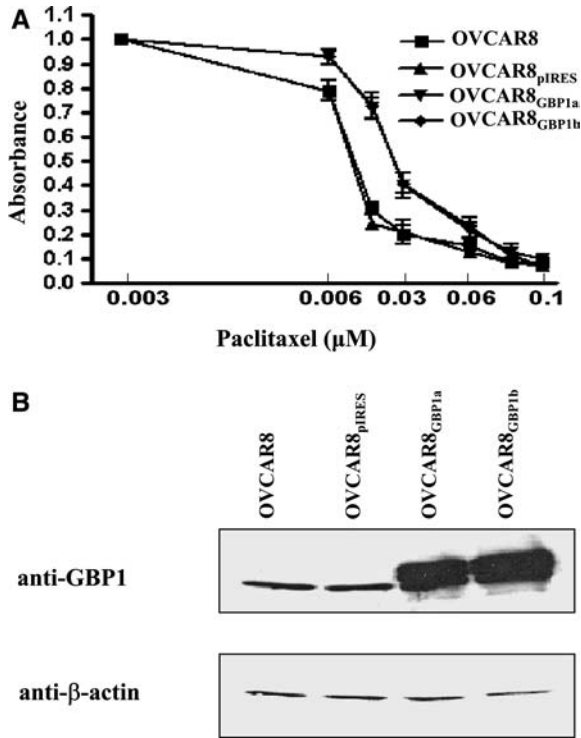 A
1.1
1.0
0.9
0.8
0.7
0.6
0.5
0.4
0.3
0.2
0.1
0.0
Absorbance
OVCAR8
OVCAR8pIRES
OVCAR8GBP1a
OVCAR8GBP1b
0.003 0.006 0.03 0.06 0.1
Paclitaxel (µM)
B
OVCAR8 OVCAR8pIRES OVCAR8GBP1a OVCAR8GBP1b
anti-GBP1
anti-β-actin